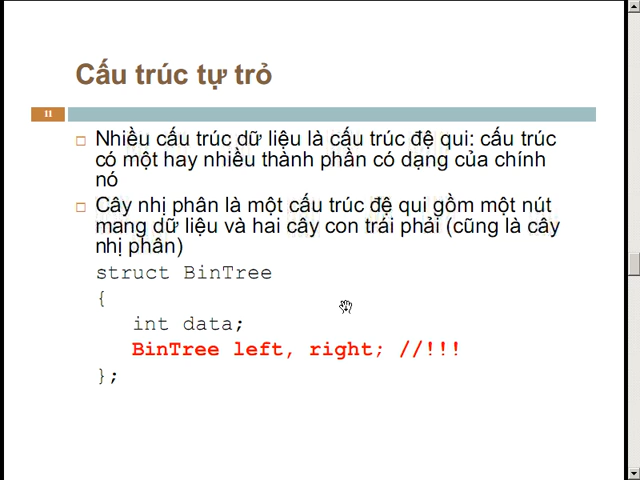 Cấu trúc tự trỏ
11
Nhiều cấu trúc dữ liệu là cấu trúc đệ qui: cấu trúc
có một hay nhiều thành phần có dạng của chính
nó
Cây nhị phân là một cấu trúc đệ qui gồm một nút
mang dữ liệu và hai cây con trái phải (cũng là cây
nhị phân)
struct BinTree
{
int data;
BinTree left, right; //!!!
};